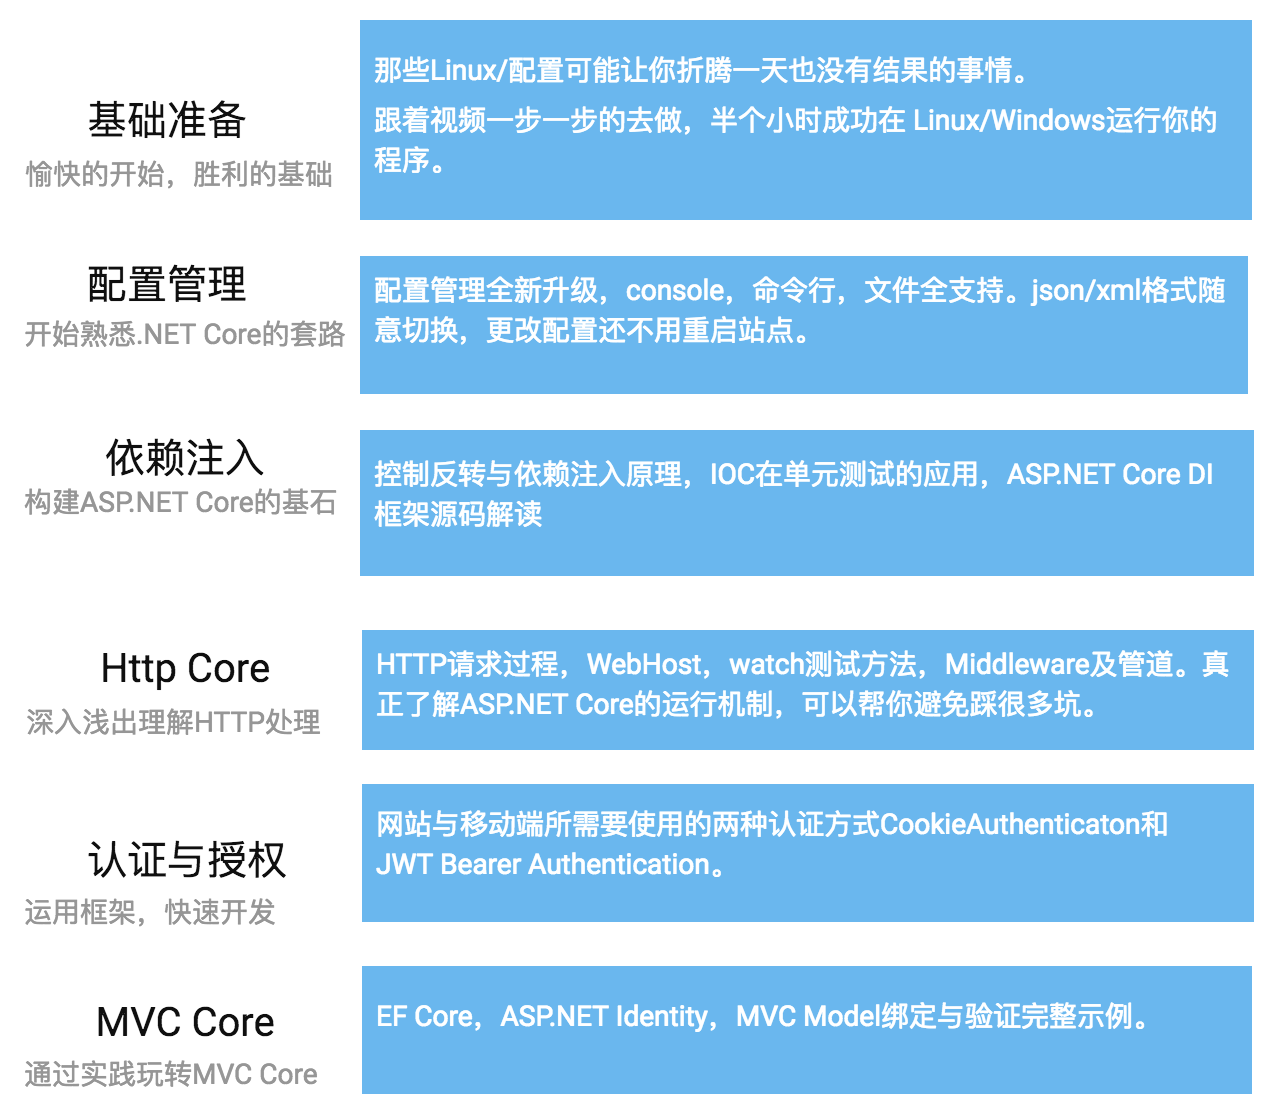 基础准备
愉快的开始，胜利的基础
那些Linux/配置可能让你折腾一天也没有结果的事情。
跟着视频一步一步的去做，半个小时成功在 Linux/Windows运行你的
程序。
配置管理
开始熟悉.NET Core的套路
配置管理全新升级，console，命令行，文件全支持。json/xml格式随
意切换，更改配置还不用重启站点。
依赖注入
构建ASP.NET Core的基石
控制反转与依赖注入原理，IOC在单元测试的应用，ASP.NET Core DI
框架源码解读
Http Core
深入浅出理解HTTP处理
HTTP请求过程，WebHost，watch测试方法，Middleware及管道。真
正了解ASP.NET Core的运行机制，可以帮你避免踩很多坑。
认证与授权
运用框架，快速开发
网站与移动端所需要使用的两种认证方式CookieAuthenticaton和
JWT Bearer Authentication。
MVC Core
通过实践玩转MVC Core
EF Core，ASP.NET Identity，MVC Model绑定与验证完整示例。